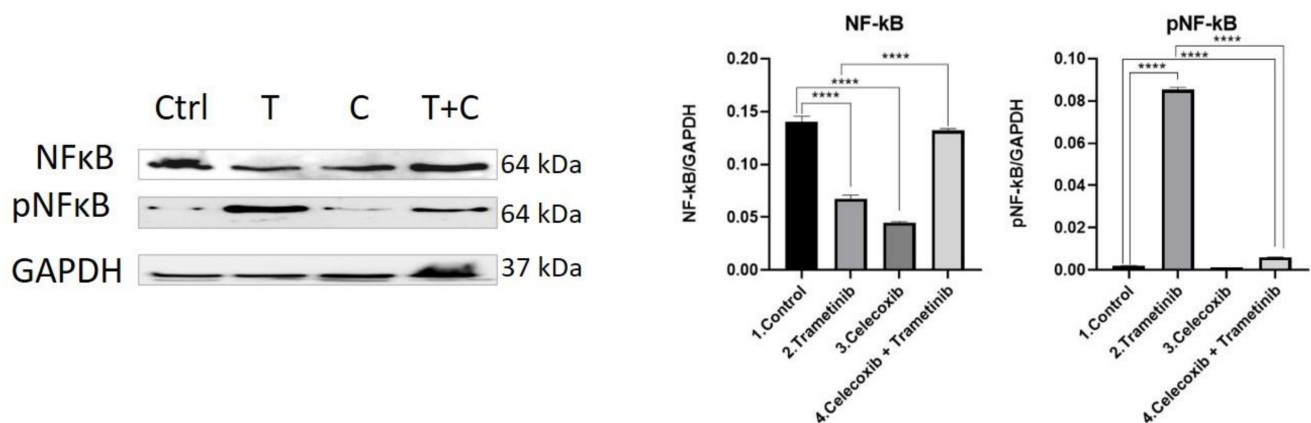 Ctrl T C T+C
NFκB 64 kDa
pNFκB 64 kDa
GAPDH 37 kDa
NF-kB
****
****
****
NF-kB/GAPDH
0.20
0.15
0.10
0.05
0.00
1.Control
2.Trametinib
3.Celecoxib
4.Celecoxib + Trametinib
pNF-kB
****
****
****
pNF-kB/GAPDH
0.10
0.08
0.06
0.04
0.02
0.00
1.Control
2.Trametinib
3.Celecoxib
4.Celecoxib + Trametinib